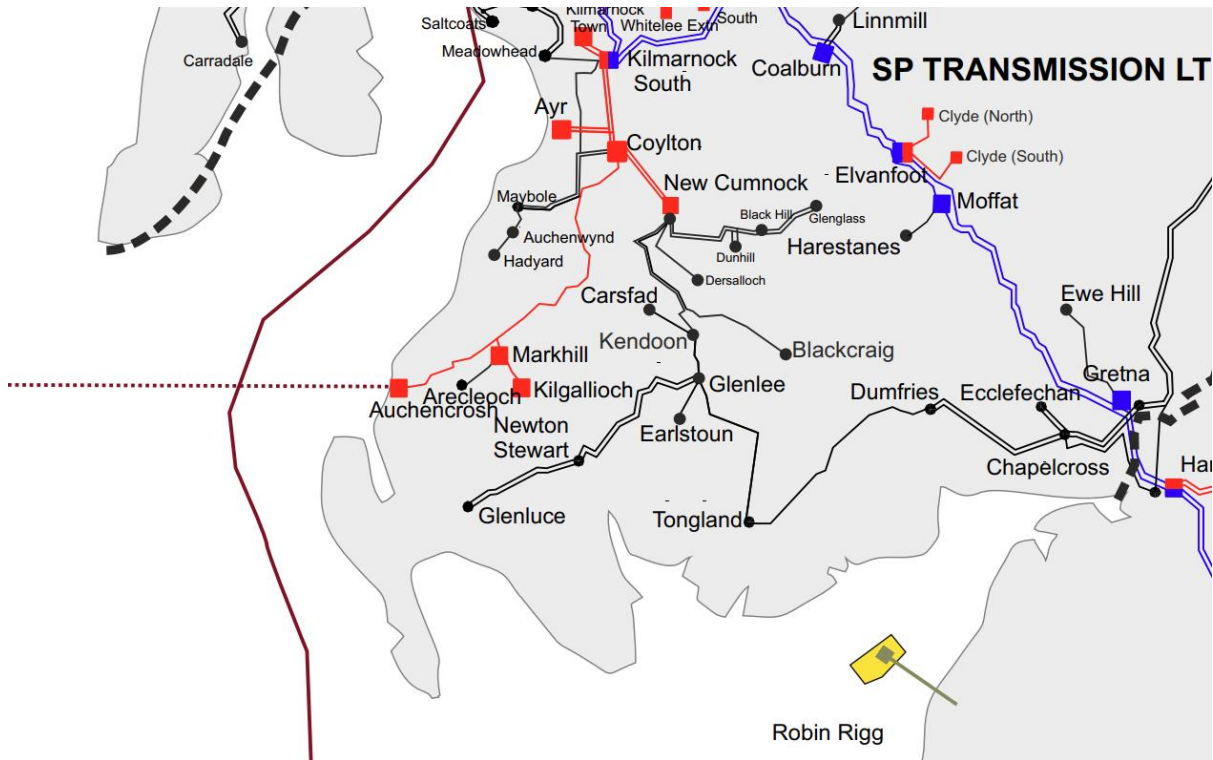 Saltcoats
Kilmarnock
Town
Whitelee Extn
South
Linnmill
Carradale
Meadowhead
Kilmarnock
South
Coalburn
SP TRANSMISSION LT
Ayr
Clyde (North)
Coylton
Clyde (South)
Elvanfoot
New Cumnock
Maybole
Black Hill
Glenglass
Moffat
Auchenwynd
Dunhill
Harestanes
Hadyard
Dersalloch
Carsfad
Ewe Hill
Kendoon
Blackcraig
Markhill
Gretna
Arecleoch
Kilgallioch
Glenlee
Dumfries
Ecclefechan
Auchencrosh
Newton
Stewart
Earlstoun
Chapelcross
Har
Glenluce
Tongland
Robin Rigg